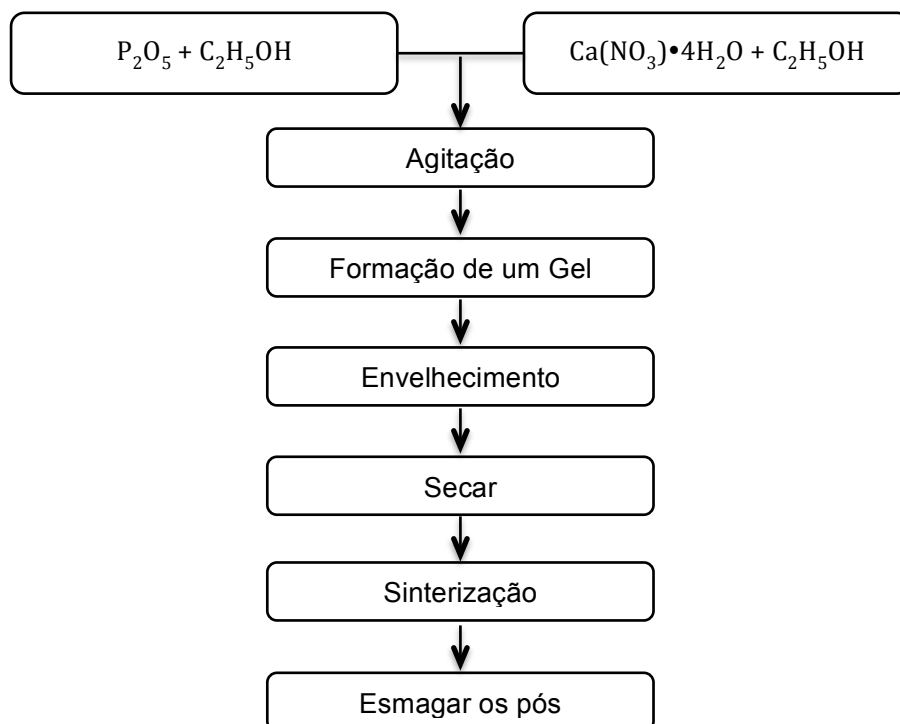 P₂O₅ + C₂H₅OH
Ca(NO₃)•4H₂O + C₂H₅OH
Agitação
Formação de um Gel
Envelhecimento
Secar
Sinterização
Esmagar os pós